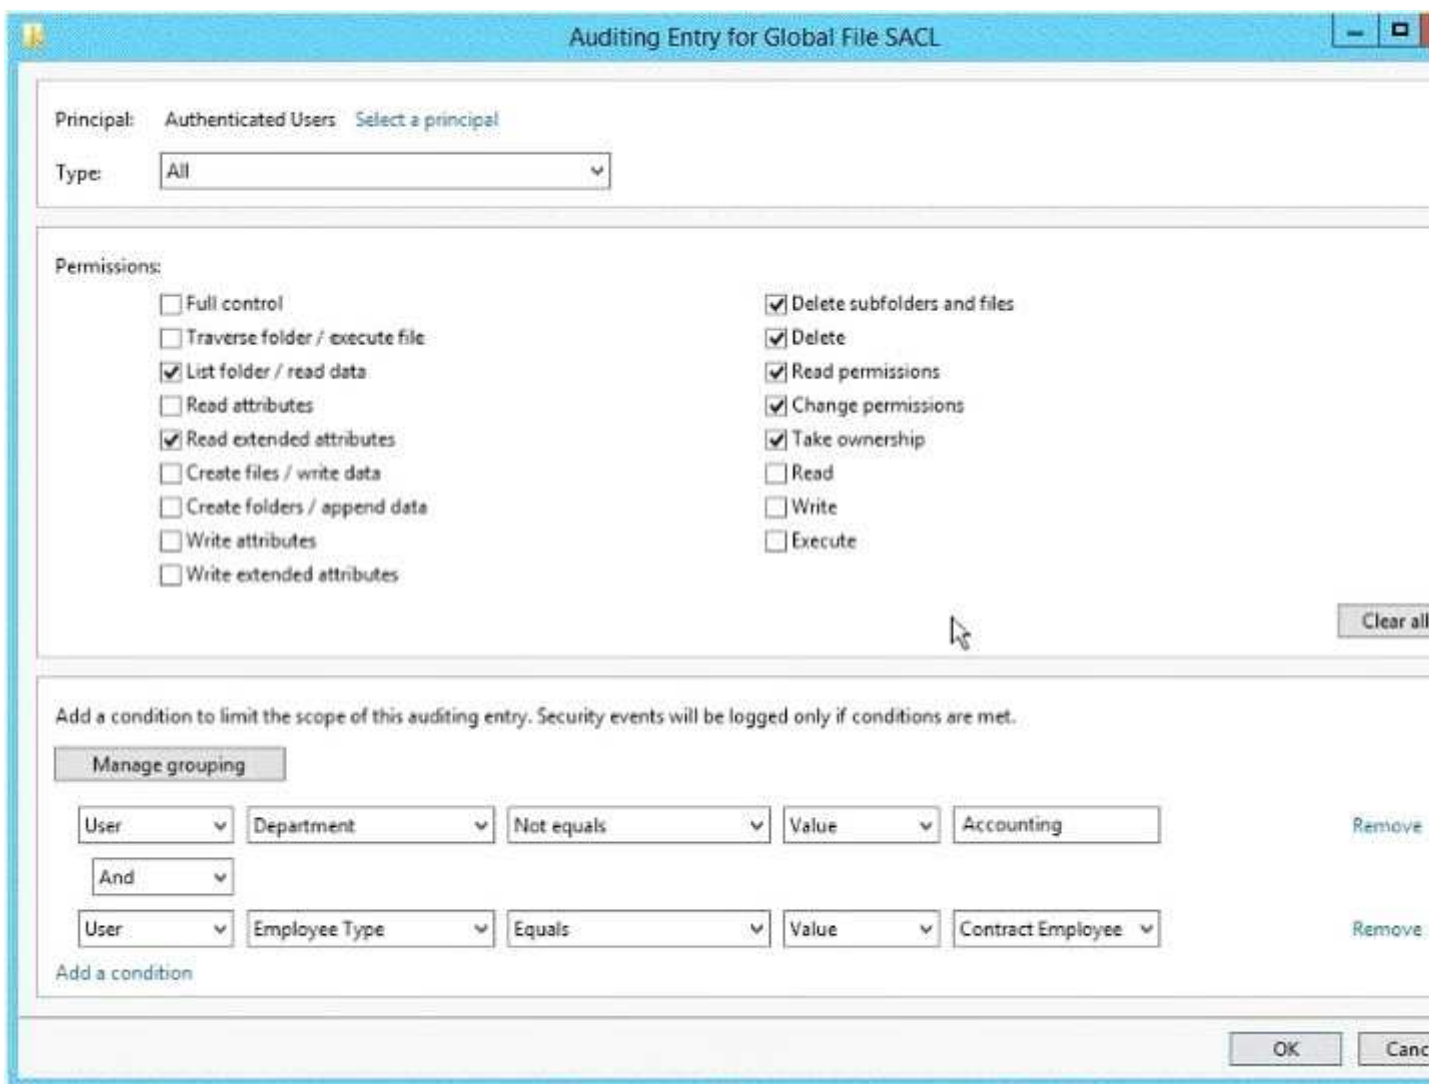 Auditing Entry for Global File SACL
Principal: Authenticated Users Select a principal
Type: All
Permissions:
Full control
Traverse folder / execute file
List folder / read data
Read attributes
Read extended attributes
Create files / write data
Create folders / append data
Write attributes
Write extended attributes
Delete subfolders and files
Delete
Read permissions
Change permissions
Take ownership
Read
Write
Execute
Clear all
Add a condition to limit the scope of this auditing entry. Security events will be logged only if conditions are met.
Manage grouping
User Department Not equals Value Accounting Remove
And
User Employee Type Equals Value Contract Employee Remove
Add a condition
OK Canc